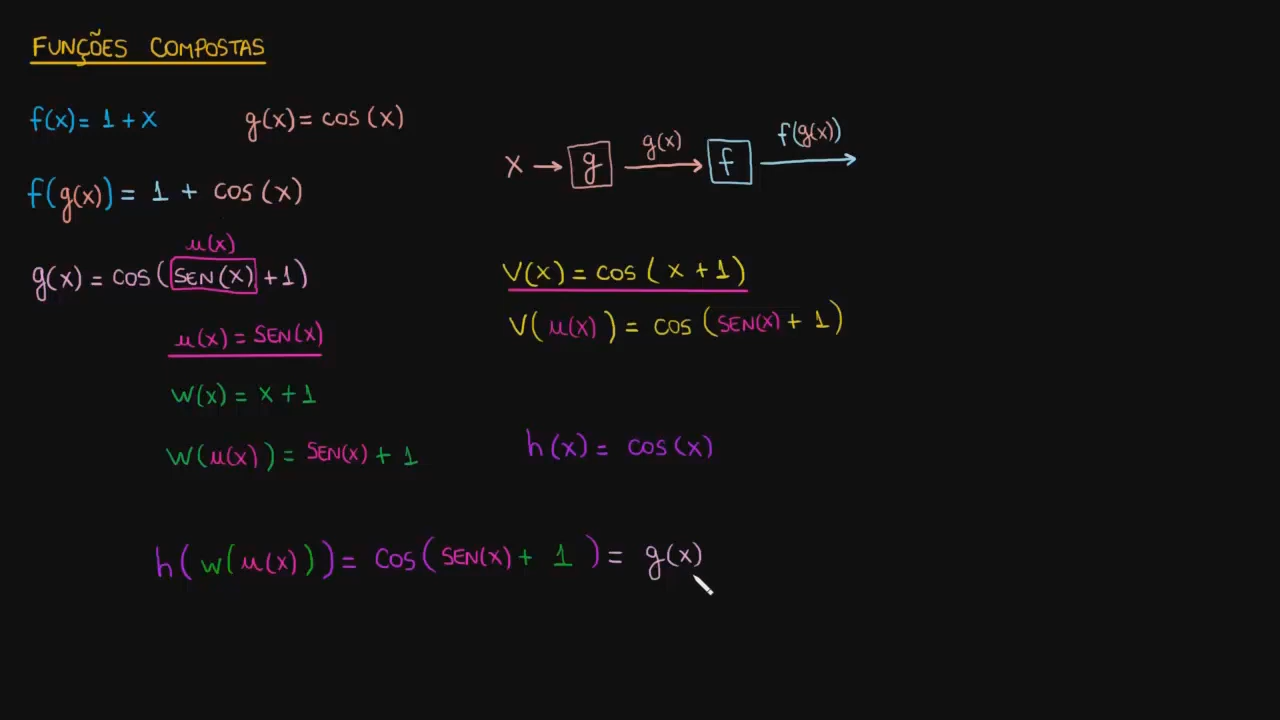 FUNÇÕES COMPOSTAS
f(x) = 1 + x
g(x) = cos(x)
x → g g(x) → f f(g(x)) →
f(g(x)) = 1 + cos(x)
u(x)
g(x) = cos(SEN(x) + 1)
u(x) = SEN(x)
w(x) = x + 1
w(u(x)) = SEN(x) + 1
V(x) = cos(x + 1)
V(u(x)) = cos(SEN(x) + 1)
h(x) = cos(x)
h(w(u(x))) = cos(SEN(x) + 1) = g(x)